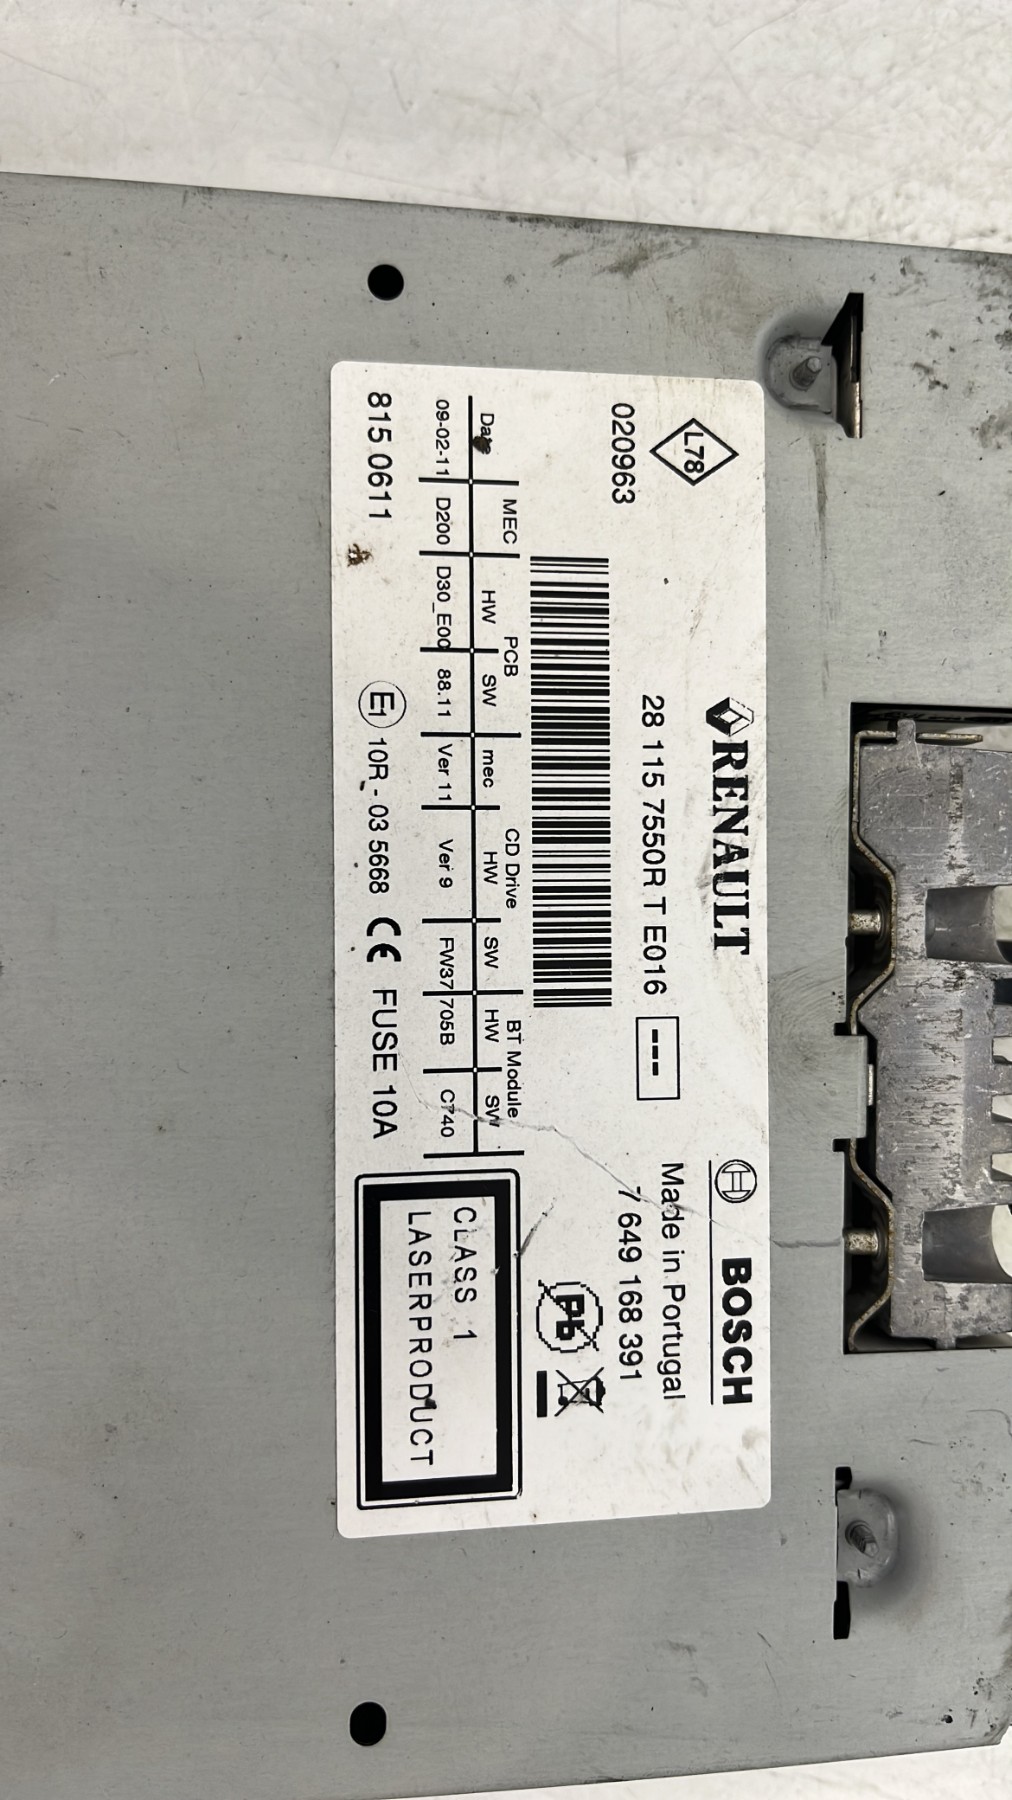 L78
RENAULT
BOSCH
28 115 7550R T E016
---
Made in Portugal
020963
7 649 168 391
MEC
PCB
CD Drive
BT Module
Date
HW
SW
mec
HW
SW
HW
SW
09-02-11
D200
D30_E00
88.11
Ver 11
Ver 9
FW37
705B
C740
Pb
CLASS 1
LASERPRODUCT
815 0611
E1
10R - 03 5668
CE
FUSE 10A